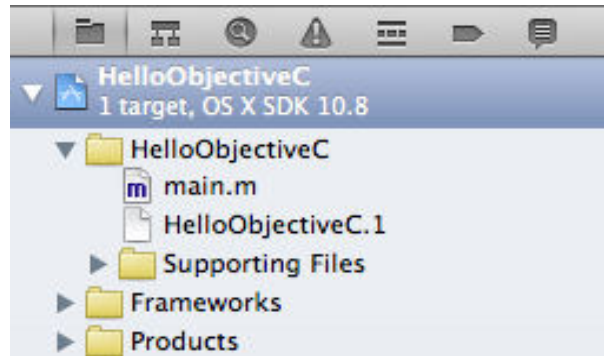 HelloObjectiveC
1 target, OS X SDK 10.8
HelloObjectiveC
m main.m
HelloObjectiveC.1
Supporting Files
Frameworks
Products